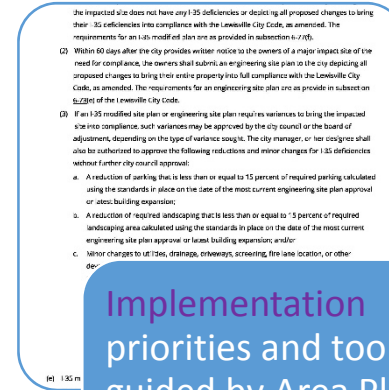 the impacted site does not have any I-35 deficiencies or depicting all proposed changes to bring
their I-35 deficiencies into compliance with the Lewisville City Code, as amended. The
requirements for an I-35 modified plan are as provided in subsection 6-77(f).
(2) Within 60 days after the city provides written notice to the owners of a major impact site of the
need for compliance, the owners shall submit an engineering site plan to the city depicting all
proposed changes to bring their entire property into full compliance with the Lewisville City
Code, as amended. The requirements for an engineering site plan are as provide in subsection
6-73(e) of the Lewisville City Code.
(3) If an I-35 modified site plan or engineering site plan requires variances to bring the impacted
site into compliance, such variances may be approved by the city council or the board of
adjustment, depending on the type of variance sought. The city manager, or her designee shall
also be authorized to approve the following reductions and minor changes for I-35 deficiencies
without further city council approval:
a. A reduction of parking that is less than or equal to 15 percent of required parking calculated
using the standards in place on the date of the most current engineering site plan approval
or latest building expansion;
b. A reduction of required landscaping that is less than or equal to 15 percent of required
landscaping area calculated using the standards in place on the date of the most current
engineering site plan approval or latest building expansion; and/or
c. Minor changes to utilities, drainage, driveways, screening, fire lane location, or other
(e) I-35 m
Implementation
priorities and too
guided by Area Pl